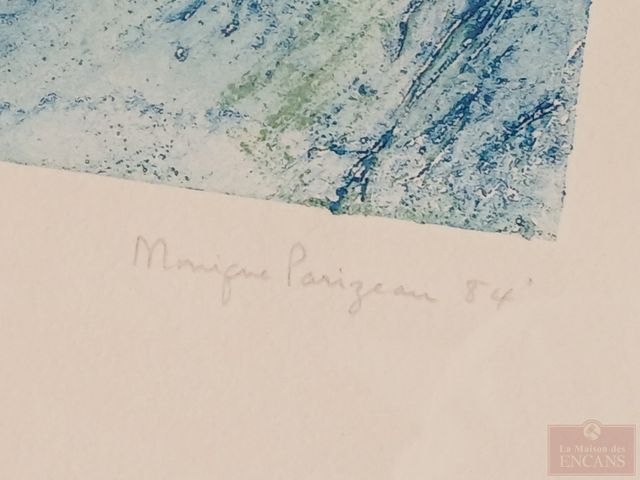 Monique Parizeau 84'
La Maison des
ENCANS